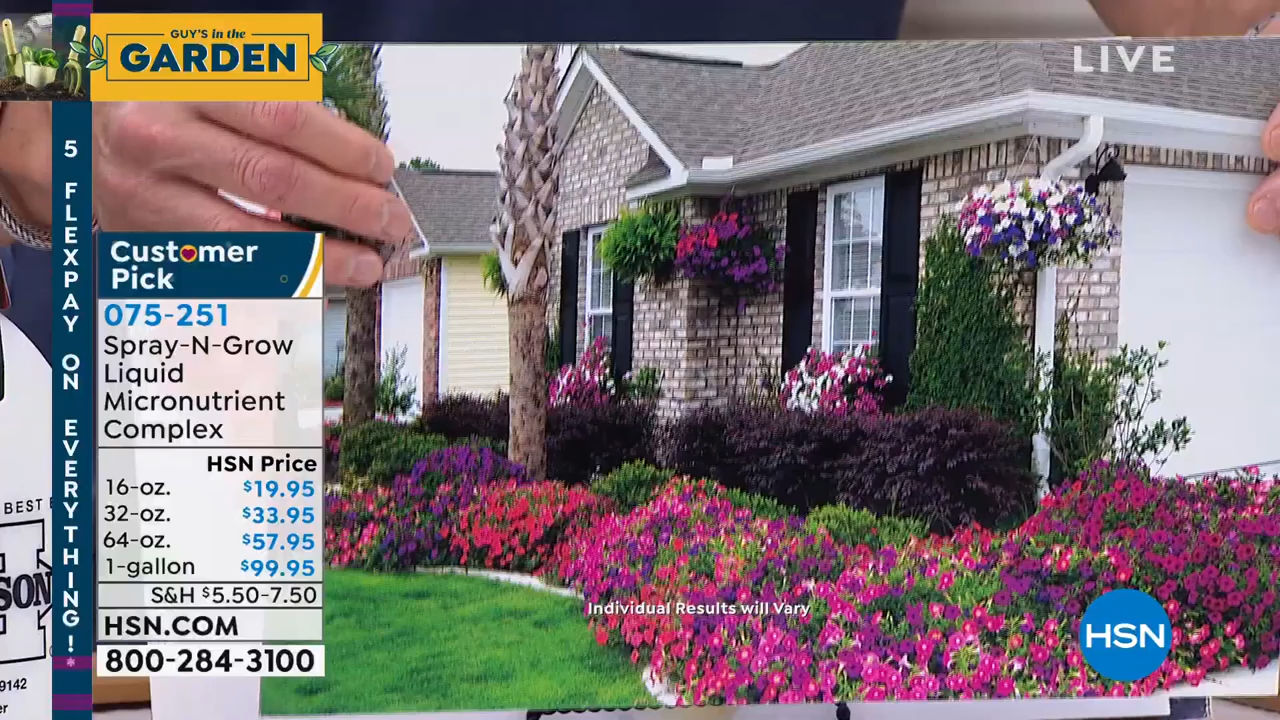 GUY'S in the
GARDEN
LIVE
5 FLEXPAY ON EVERYTHING!*
Customer
Pick
075-251
Spray-N-Grow
Liquid
Micronutrient
Complex
HSN Price
16-oz. $19.95
32-oz. $33.95
64-oz. $57.95
1-gallon $99.95
S&H $5.50-7.50
HSN.COM
800-284-3100
BEST
SON
9142
Individual Results will Vary
HSN